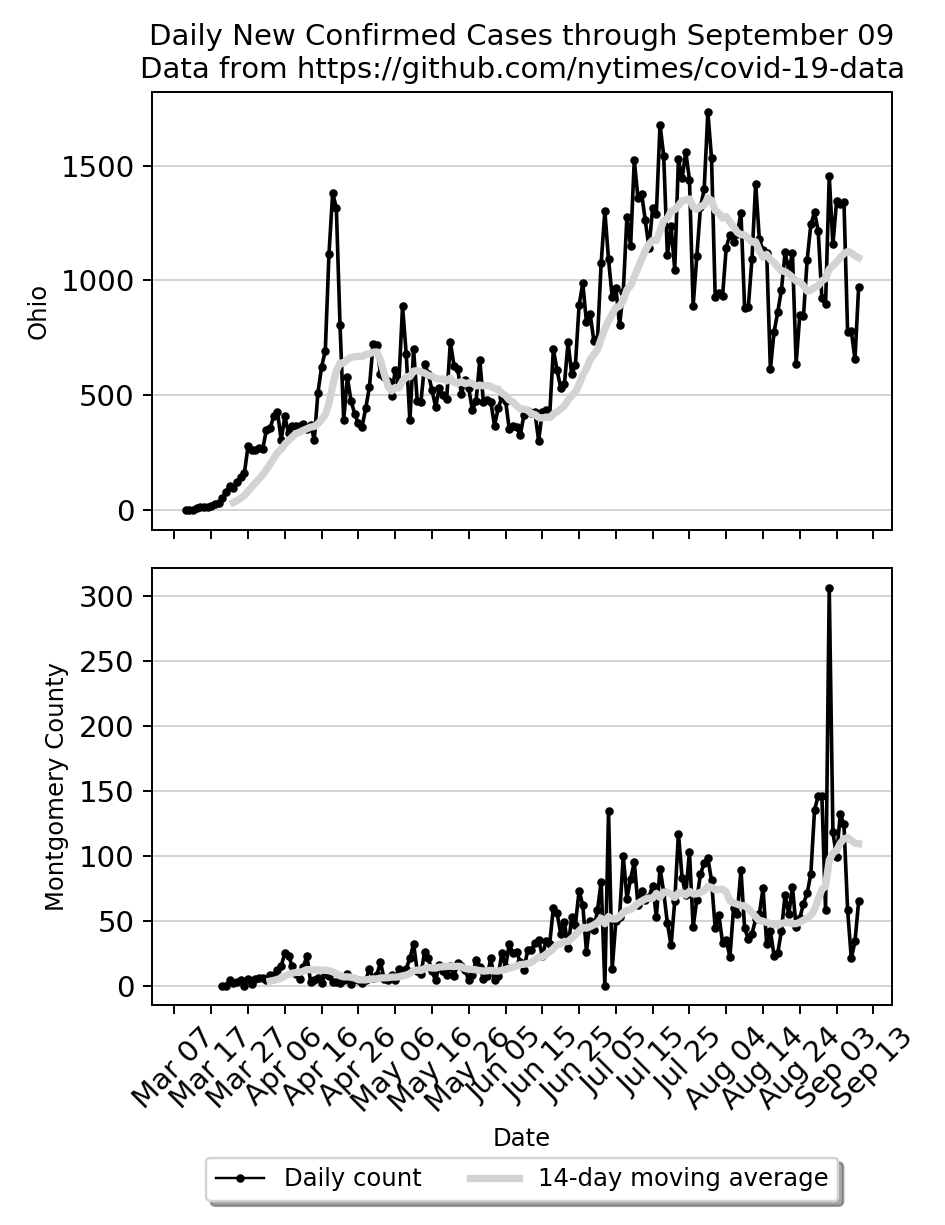 Daily New Confirmed Cases through September 09
Data from https://github.com/nytimes/covid-19-data
1500
1000
500
0
Ohio
300
250
200
150
100
50
0
Montgomery County
Mar 07
Mar 17
Mar 27
Apr 06
Apr 16
Apr 26
May 06
May 16
May 26
Jun 05
Jun 15
Jun 25
Jul 05
Jul 15
Jul 25
Aug 04
Aug 14
Aug 24
Sep 03
Sep 13
Date
Daily count
14-day moving average